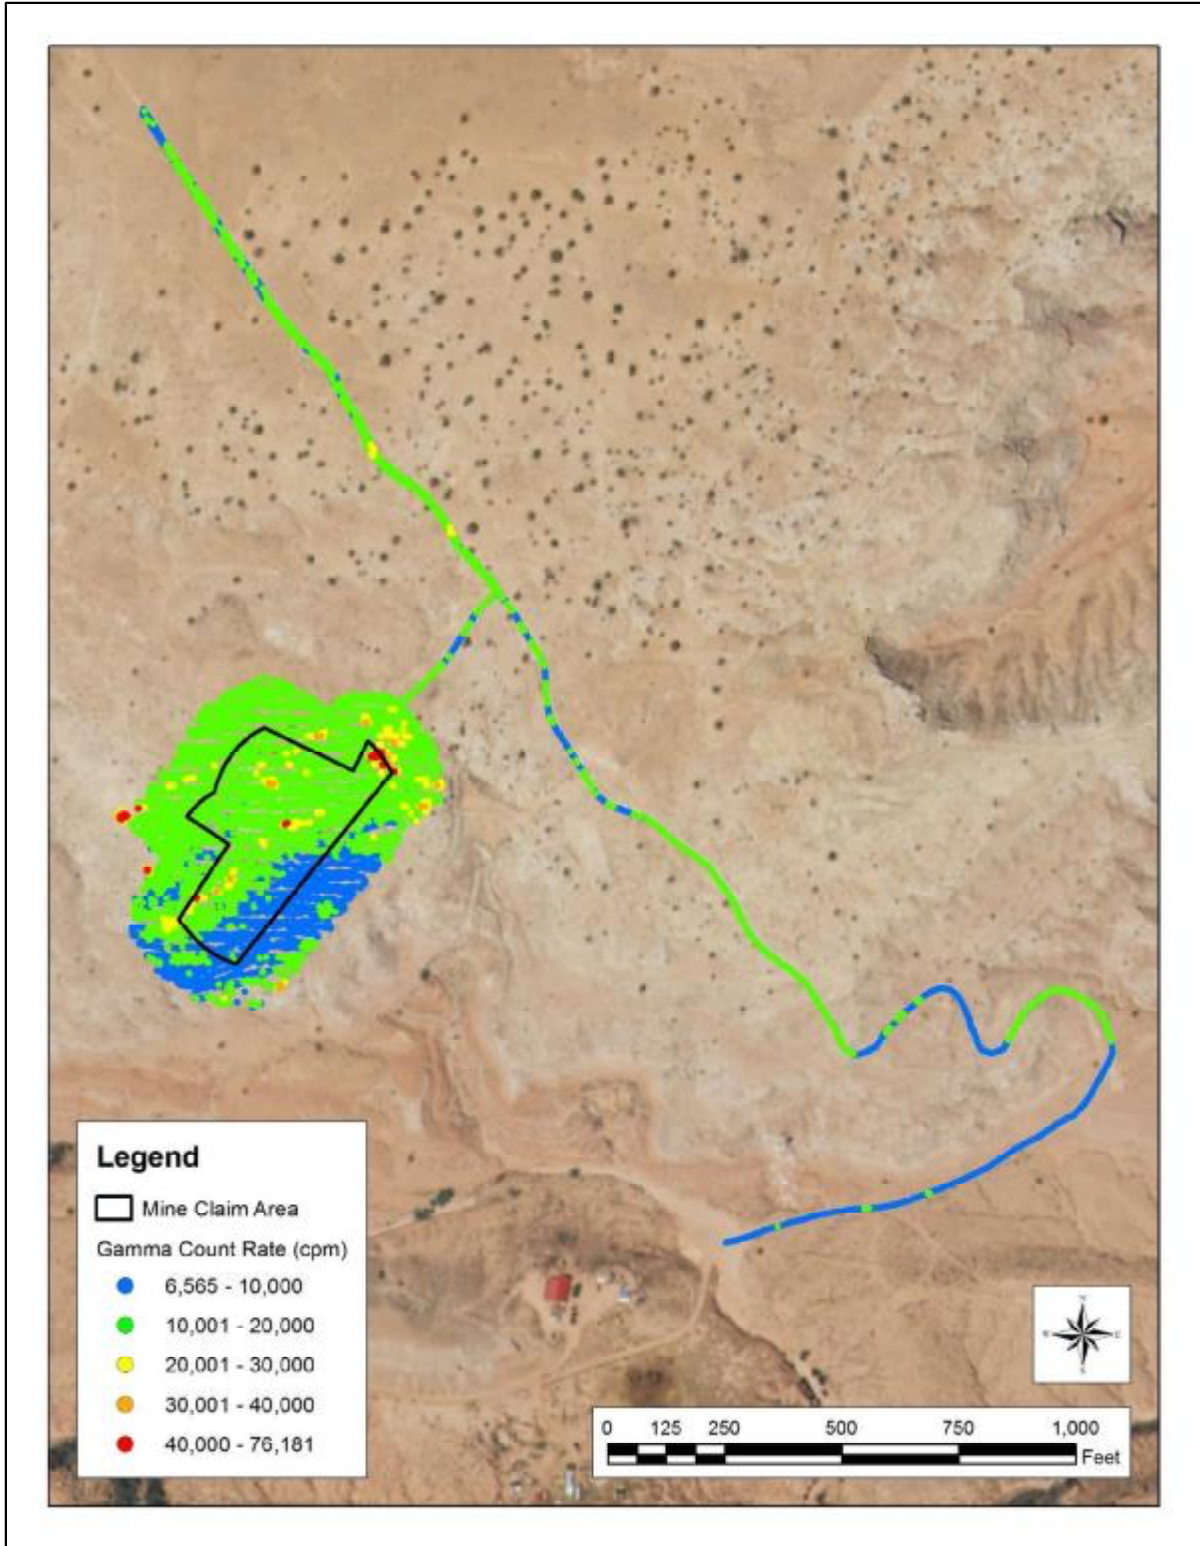 Legend
Mine Claim Area
Gamma Count Rate (cpm)
6,565 - 10,000
10,001 - 20,000
20,001 - 30,000
30,001 - 40,000
40,000 - 76,181
0 125 250 500 750 1,000
Feet